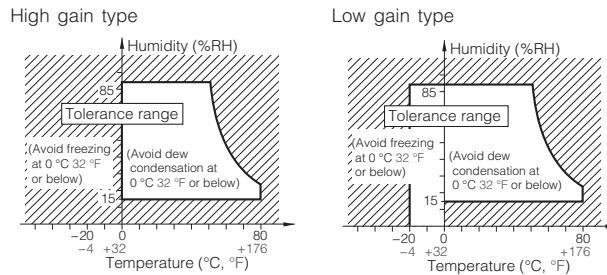 High gain type
Humidity (%RH)
85
Tolerance range
(Avoid freezing
at 0 °C 32 °F
or below)
(Avoid dew
condensation at
0 °C 32 °F or below)
15
−20 0 80
−4 +32 +176
Temperature (°C, °F)
Low gain type
Humidity (%RH)
85
Tolerance range
(Avoid freezing
at 0 °C 32 °F
or below)
(Avoid dew
condensation at
0 °C 32 °F or below)
15
−20 0 80
−4 +32 +176
Temperature (°C, °F)